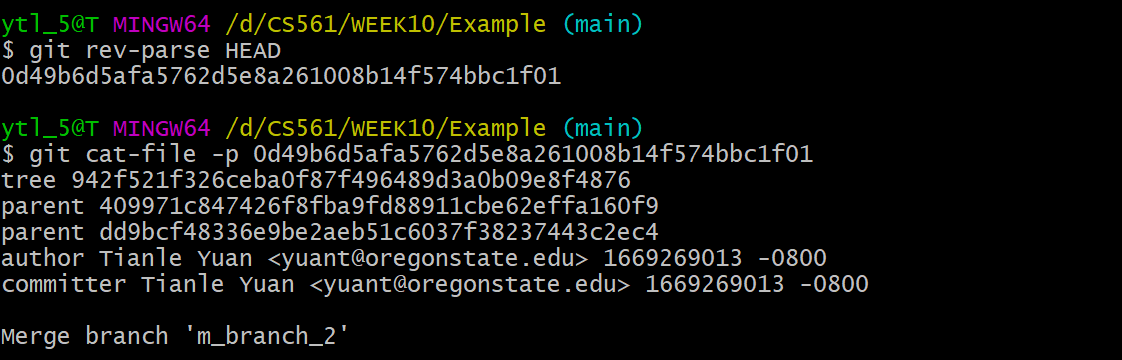 ytl_5@T MINGW64 /d/CS561/WEEK10/Example (main)
$ git rev-parse HEAD
0d49b6d5afa5762d5e8a261008b14f574bbc1f01
ytl_5@T MINGW64 /d/CS561/WEEK10/Example (main)
$ git cat-file -p 0d49b6d5afa5762d5e8a261008b14f574bbc1f01
tree 942f521f326ceba0f87f496489d3a0b09e8f4876
parent 409971c847426f8fba9fd88911cbe62effa160f9
parent dd9bcf48336e9be2aeb51c6037f38237443c2ec4
author Tianle Yuan <yuant@oregonstate.edu> 1669269013 -0800
committer Tianle Yuan <yuant@oregonstate.edu> 1669269013 -0800
Merge branch 'm_branch_2'